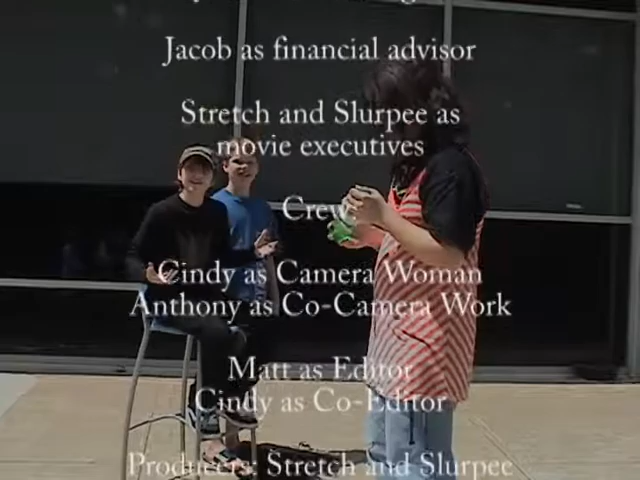 Jacob as financial advisor
Stretch and Slurpee as
movie executives
Crew:
Cindy as Camera Woman
Anthony as Co-Camera Work
Matt as Editor
Cindy as Co-Editor
Producers: Stretch and Slurpee